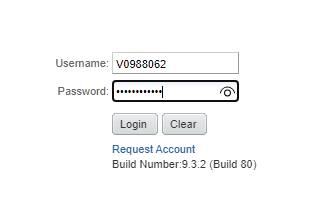 Username: V0988062
Password: ••••••••••••
Login Clear
Request Account
Build Number:9.3.2 (Build 80)